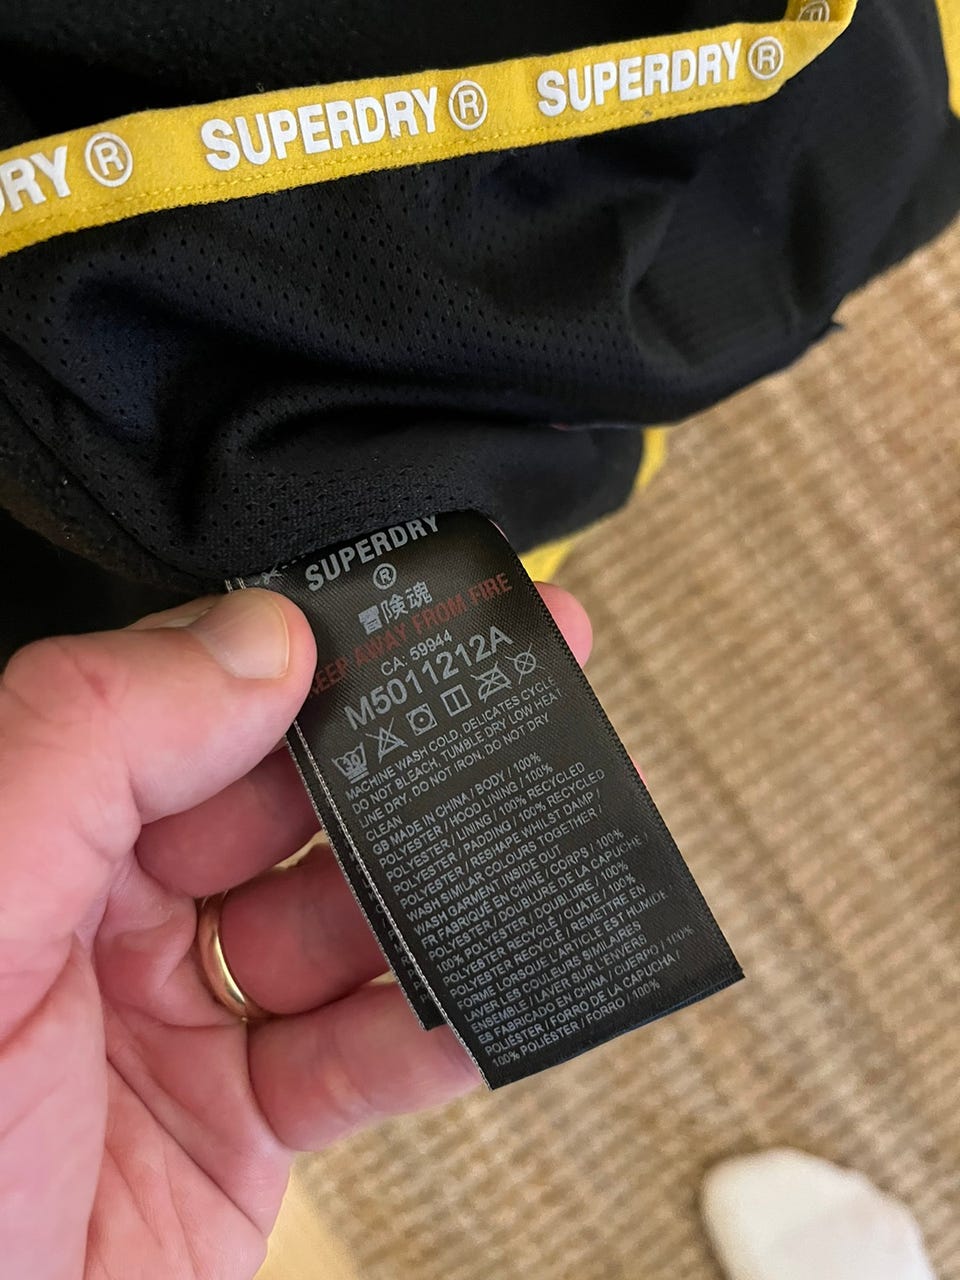 RY®
SUPERDRY®
SUPERDRY®
SUPERDRY
®
冒険魂
KEEP AWAY FROM FIRE
CA: 59944
M5011212A
30
MACHINE WASH COLD, DELICATES CYCLE
DO NOT BLEACH, TUMBLE DRY LOW HEAT
LINE DRY, DO NOT IRON, DO NOT DRY
CLEAN
GB MADE IN CHINA / BODY / 100%
POLYESTER / HOOD LINING / 100%
POLYESTER / LINING / 100% RECYCLED
POLYESTER / PADDING / 100% RECYCLED
POLYESTER / RESHAPE WHILST DAMP /
WASH SIMILAR COLOURS TOGETHER /
WASH GARMENT INSIDE OUT
FR FABRIQUÉ EN CHINE / CORPS / 100%
POLYESTER / DOUBLURE DE LA CAPUCHE /
100% POLYESTER / DOUBLURE / 100%
POLYESTER RECYCLÉ / OUATE / 100%
POLYESTER RECYCLÉ / REMETTRE EN
FORME LORSQUE L'ARTICLE EST HUMIDE
LAVER LES COULEURS SIMILAIRES
ENSEMBLE / LAVER SUR L'ENVERS
ES FABRICADO EN CHINA / CUERPO / 100%
POLIÉSTER / FORRO DE LA CAPUCHA /
100% POLIÉSTER / FORRO / 100%